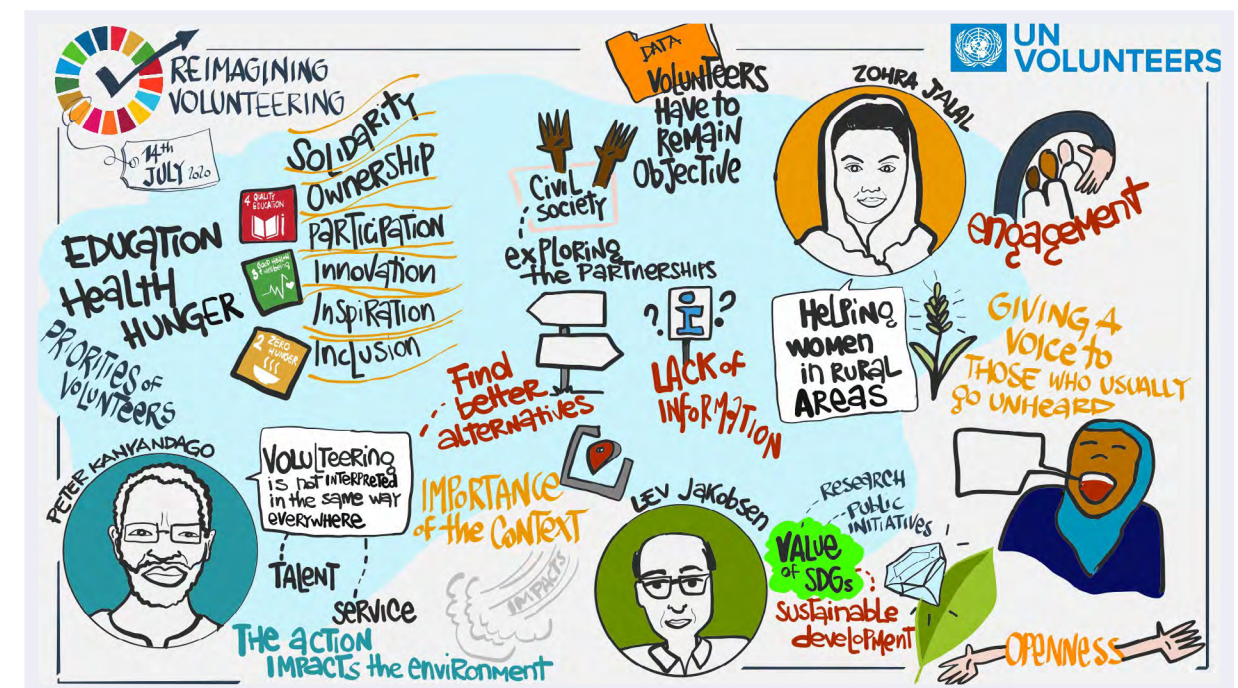 REIMAGINING
VOLUNTEERING
14th
JULY 2020
UN
VOLUNTEERS
DATA
VOLUNTEERS
HAVE to
REMAIN
OBJECTIVE
SOLIDARITY
OWNERSHIP
PARTICIPATION
INNOVATION
INSPIRATION
INCLUSION
4 QUALITY
EDUCATION
3 GOOD HEALTH
& WELLBEING
2 ZERO
HUNGER
EDUCATION
HEALTH
HUNGER
PRIORITIES of
VOLUNTEERS
CIVIL
SOCIETY
exPLORING
the PARTNERSHIPS
Find
better
alternatives
? i ?
LACK of
INFORMATION
ZOHRA JALAL
HELPING
women
in RURAL
AREAS
engagement
GIVING A
VOICE to
THOSE WHO USUALLY
go UNHEARD
PETER KANYANDAGO
VOLUTeering
is not INTERPRETED
in the same way
everywhere
TALENT
SERVICE
THE action
IMPACTS the environment
IMPORTANCE
of the CONTEXT
IMPACTS
LEV JAKOBSEN
RESEARCH
PUBLIC
INITIATIVES
VALUE
of SDGs
sustainable
development
OPENNESS